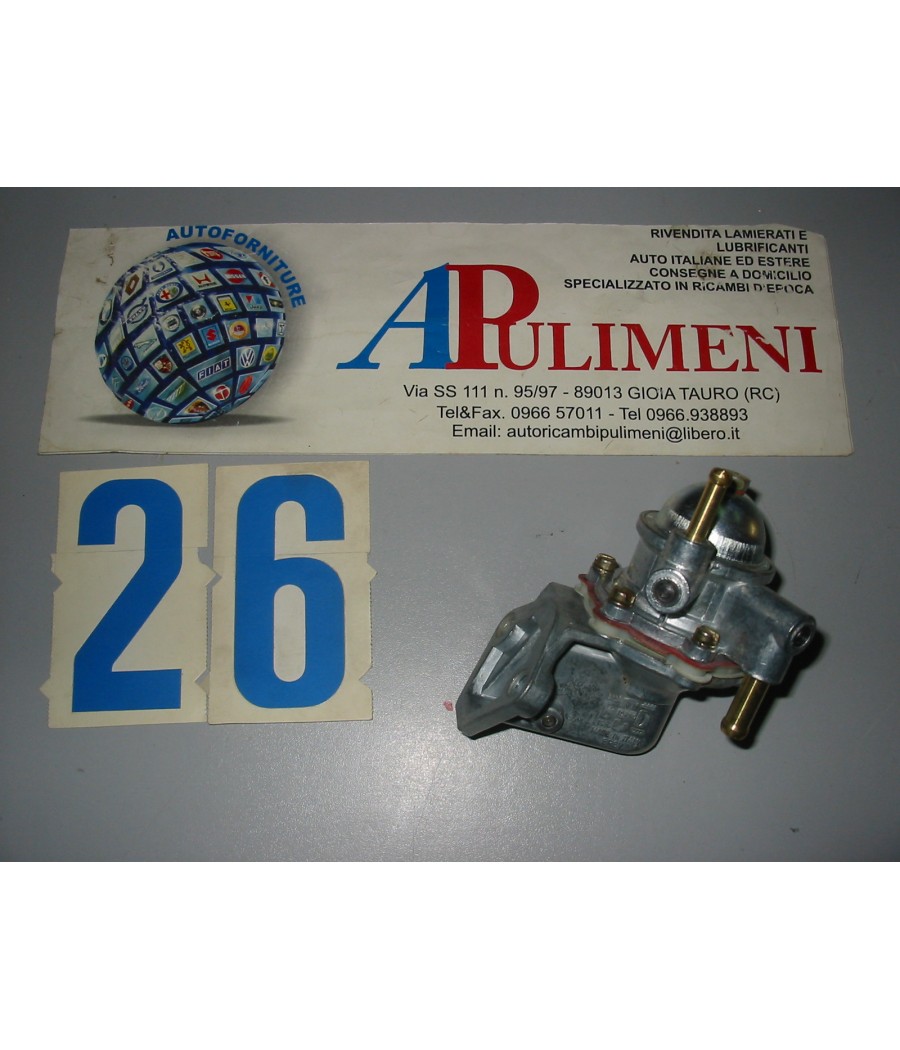 AUTOFORNITURE
RIVENDITA LAMIERATI E
LUBRIFICANTI
AUTO ITALIANE ED ESTERE
CONSEGNE A DOMICILIO
SPECIALIZZATO IN RICAMBI D'EPOCA
APULIMENI
Via SS 111 n. 95/97 - 89013 GIOIA TAURO (RC)
Tel&Fax. 0966 57011 - Tel 0966.938893
Email: autoricambipulimeni@libero.it
FIAT
26